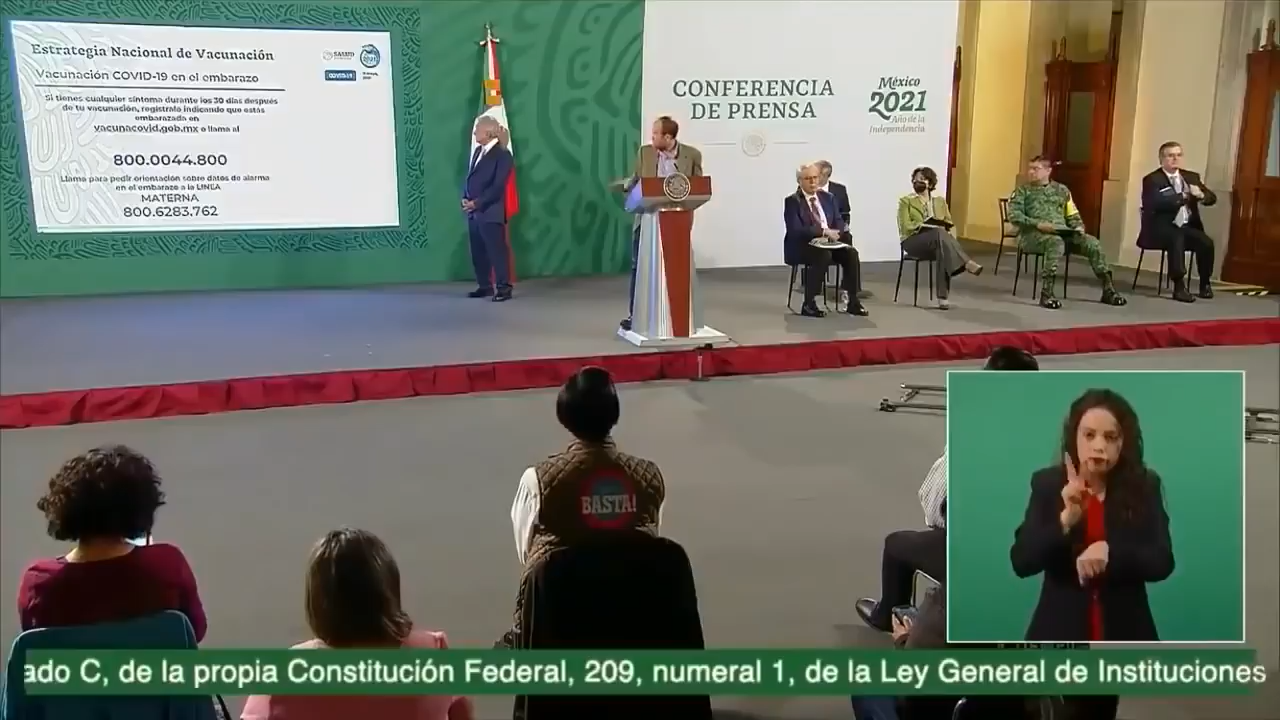 Estrategia Nacional de Vacunación
SALUD
2021
Vacunación COVID-19 en el embarazo
COVID-19
Si tienes cualquier síntoma durante los 30 días después
de tu vacunación, regístralo indicando que estás
embarazada en
vacunacovid.gob.mx o llama al
800.0044.800
Llama para pedir orientación sobre datos de alarma
en el embarazo a la LINEA
MATERNA
800.6283.762
CONFERENCIA
DE PRENSA
México
2021
Año de la
Independencia
BASTA!
ado C, de la propia Constitución Federal, 209, numeral 1, de la Ley General de Instituciones